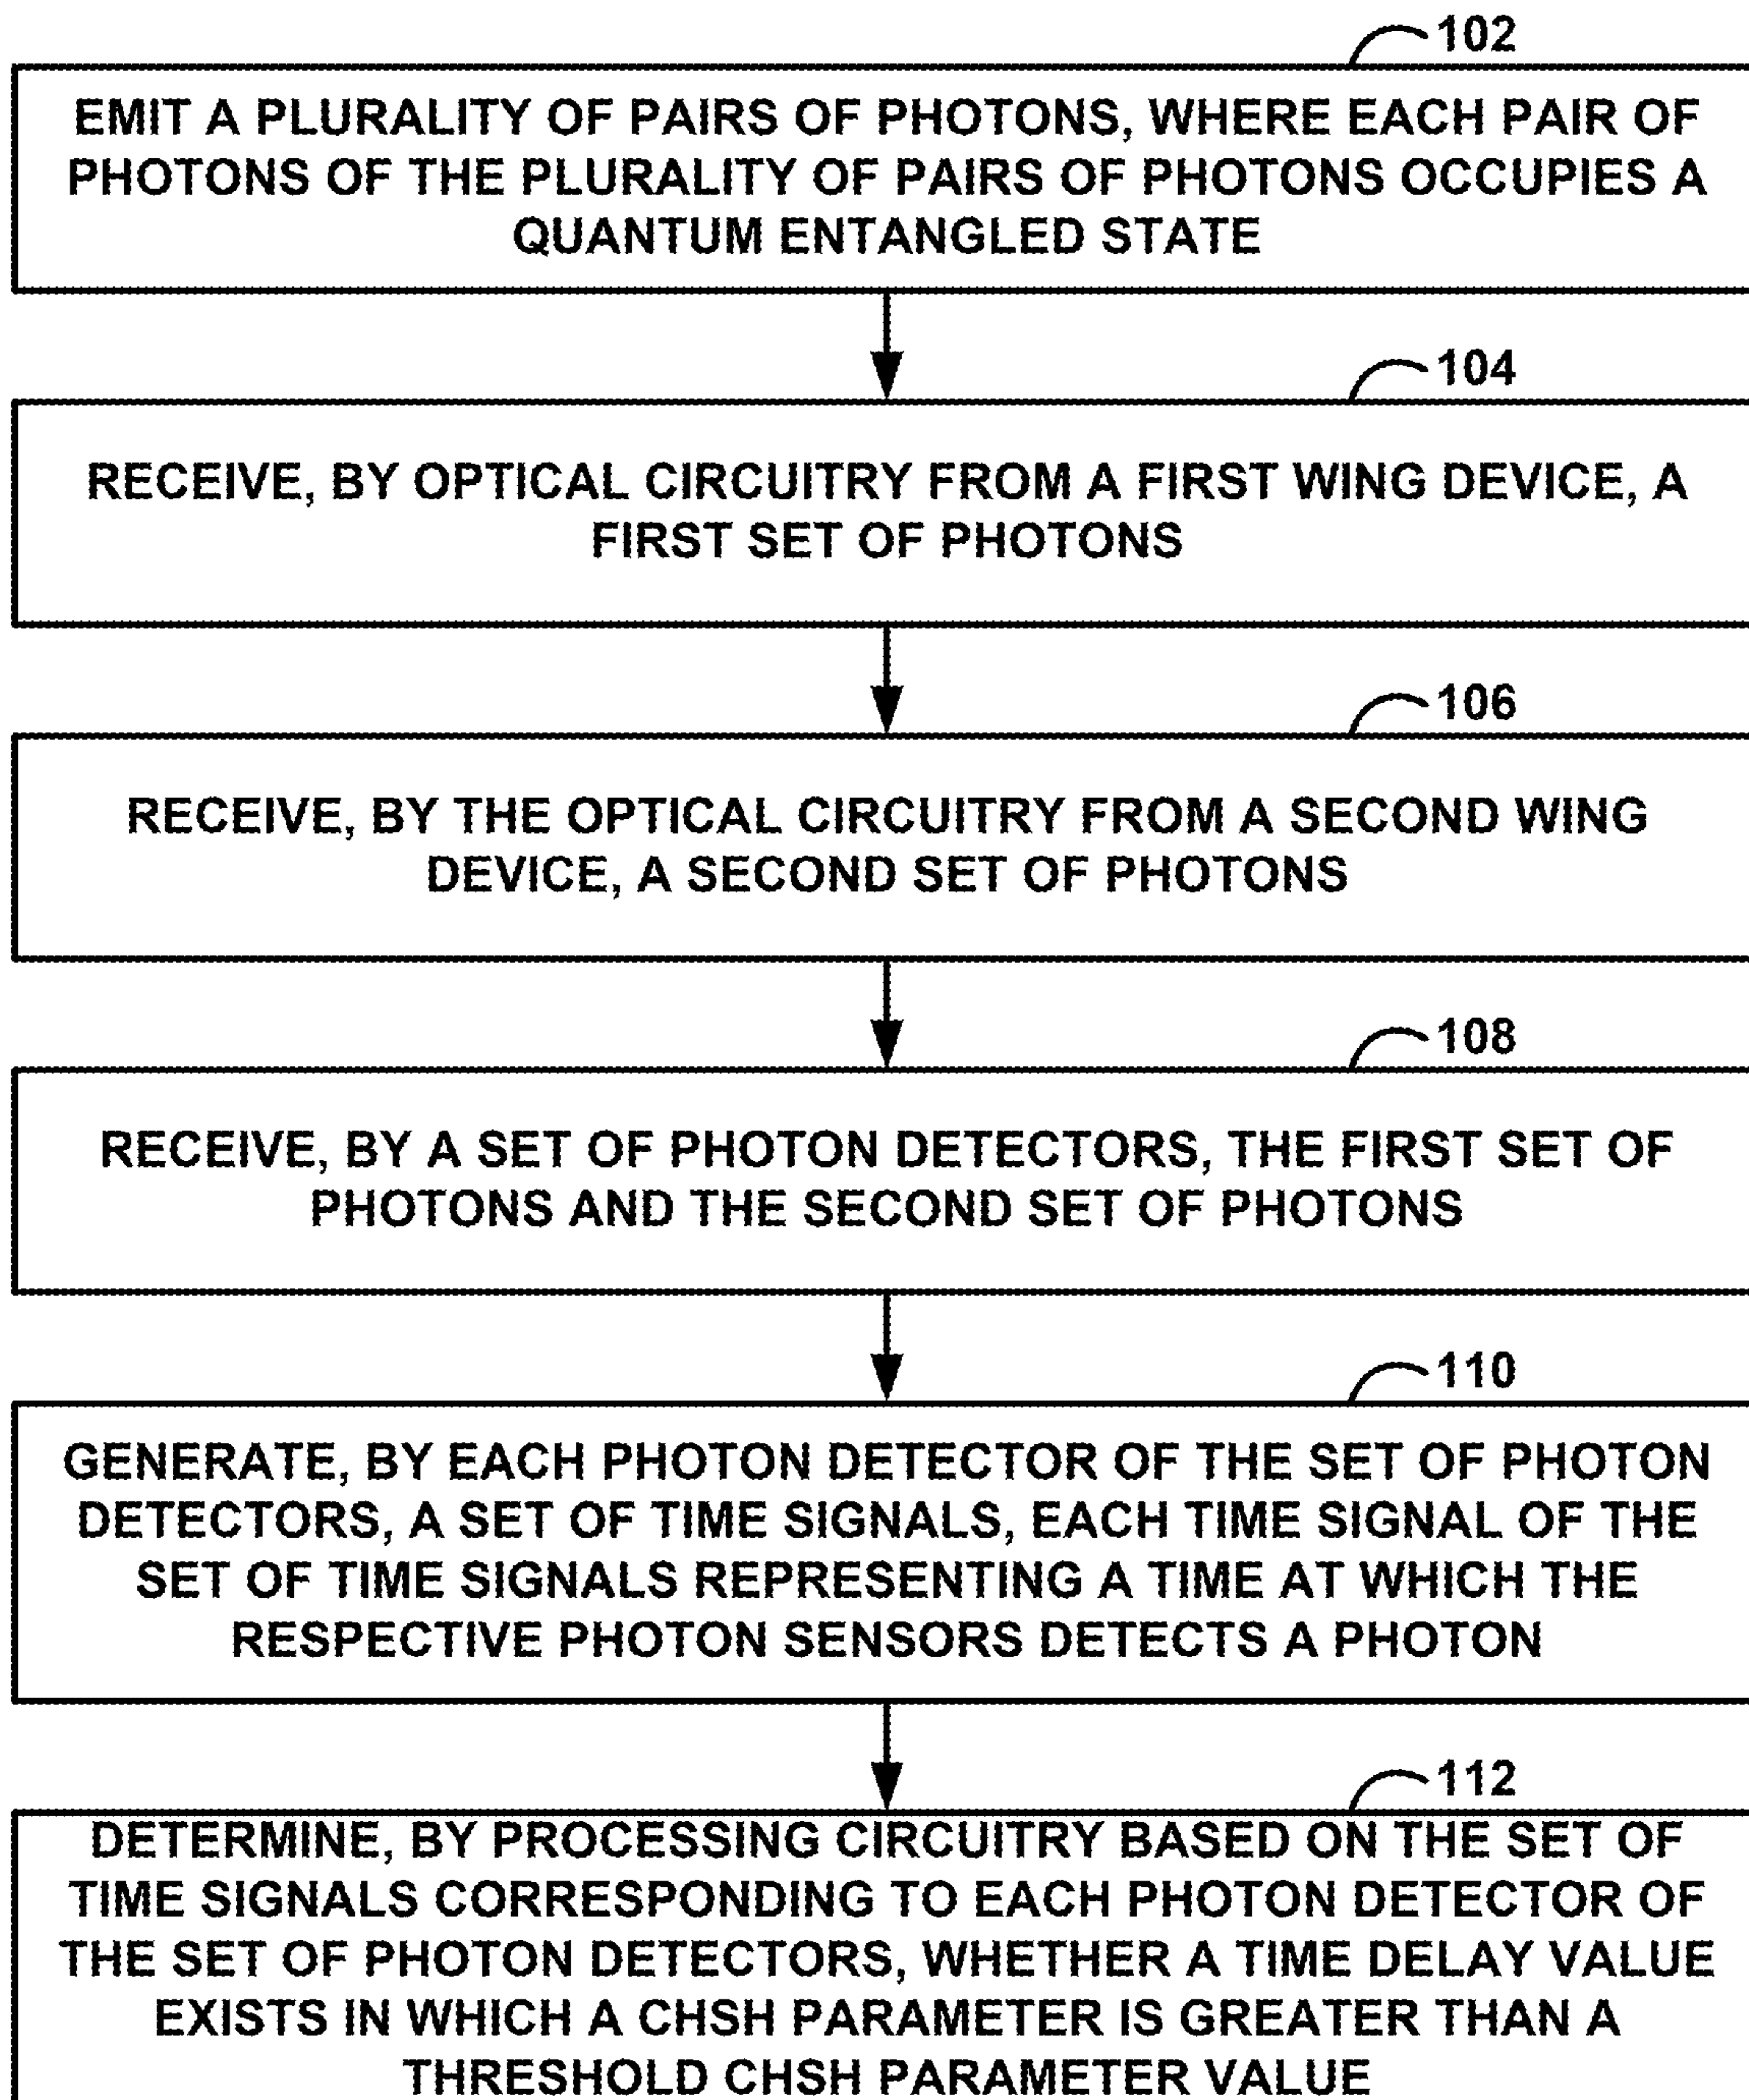 102
EMIT A PLURALITY OF PAIRS OF PHOTONS, WHERE EACH PAIR OF
PHOTONS OF THE PLURALITY OF PAIRS OF PHOTONS OCCUPIES A
QUANTUM ENTANGLED STATE
104
RECEIVE, BY OPTICAL CIRCUITRY FROM A FIRST WING DEVICE, A
FIRST SET OF PHOTONS
106
RECEIVE, BY THE OPTICAL CIRCUITRY FROM A SECOND WING
DEVICE, A SECOND SET OF PHOTONS
108
RECEIVE, BY A SET OF PHOTON DETECTORS, THE FIRST SET OF
PHOTONS AND THE SECOND SET OF PHOTONS
110
GENERATE, BY EACH PHOTON DETECTOR OF THE SET OF PHOTON
DETECTORS, A SET OF TIME SIGNALS, EACH TIME SIGNAL OF THE
SET OF TIME SIGNALS REPRESENTING A TIME AT WHICH THE
RESPECTIVE PHOTON SENSORS DETECTS A PHOTON
112
DETERMINE, BY PROCESSING CIRCUITRY BASED ON THE SET OF
TIME SIGNALS CORRESPONDING TO EACH PHOTON DETECTOR OF
THE SET OF PHOTON DETECTORS, WHETHER A TIME DELAY VALUE
EXISTS IN WHICH A CHSH PARAMETER IS GREATER THAN A
THRESHOLD CHSH PARAMETER VALUE